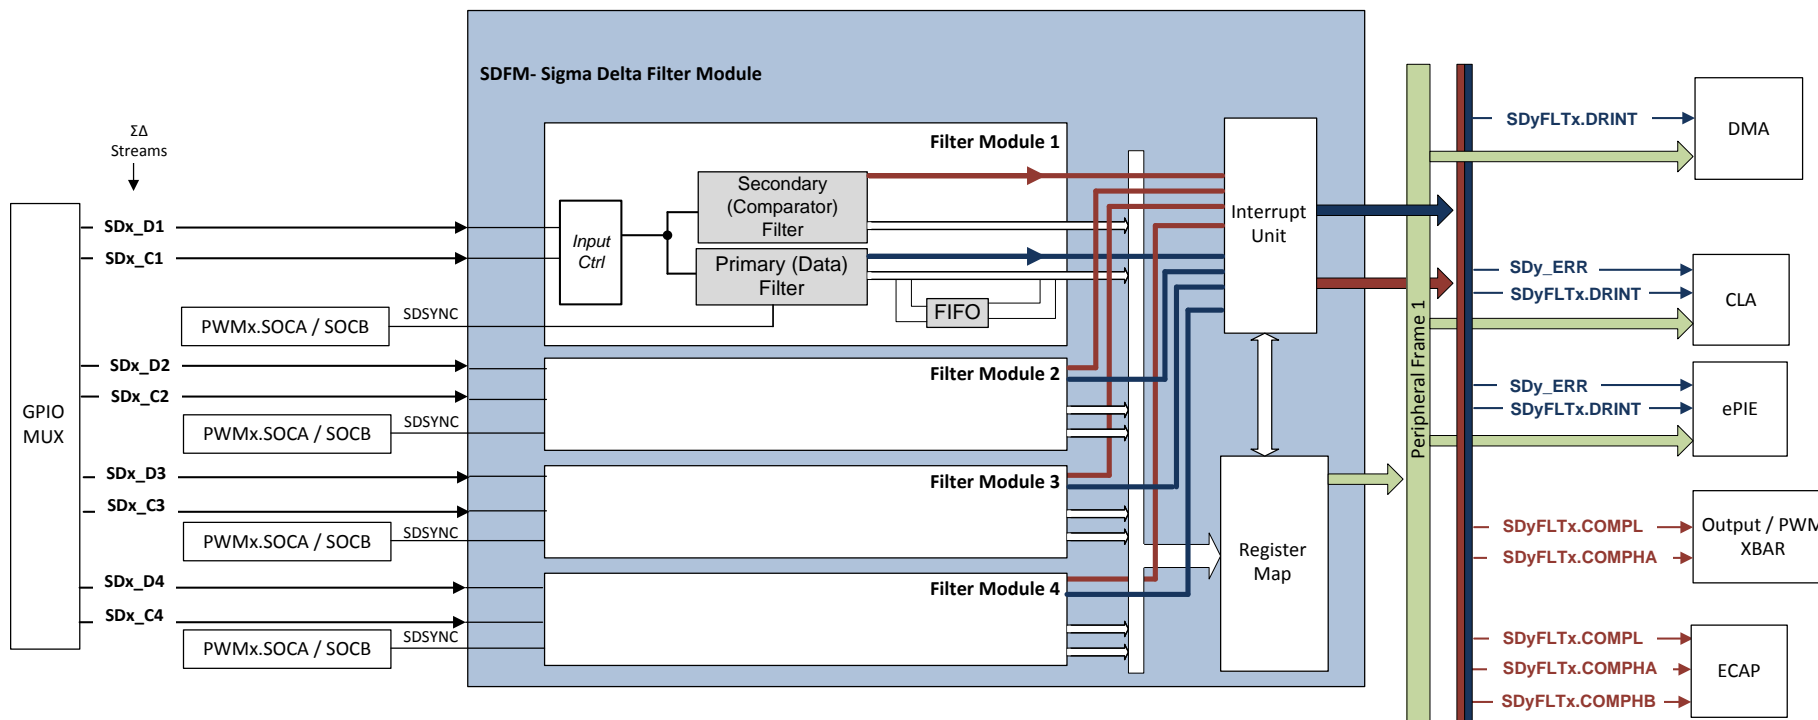 SDFM- Sigma Delta Filter Module
ΣΔ
Streams
GPIO
MUX
SDx_D1
SDx_C1
PWMx.SOCA / SOCB
SDSYNC
SDx_D2
SDx_C2
PWMx.SOCA / SOCB
SDSYNC
SDx_D3
SDx_C3
PWMx.SOCA / SOCB
SDSYNC
SDx_D4
SDx_C4
PWMx.SOCA / SOCB
SDSYNC
Filter Module 1
Input
Ctrl
Secondary
(Comparator)
Filter
Primary (Data)
Filter
FIFO
Filter Module 2
Filter Module 3
Filter Module 4
Interrupt
Unit
Register
Map
Peripheral Frame 1
SDyFLTx.DRINT
DMA
SDy_ERR
SDyFLTx.DRINT
CLA
SDy_ERR
SDyFLTx.DRINT
ePIE
SDyFLTx.COMPL
SDyFLTx.COMPHA
Output / PWM
XBAR
SDyFLTx.COMPL
SDyFLTx.COMPHA
SDyFLTx.COMPHB
ECAP